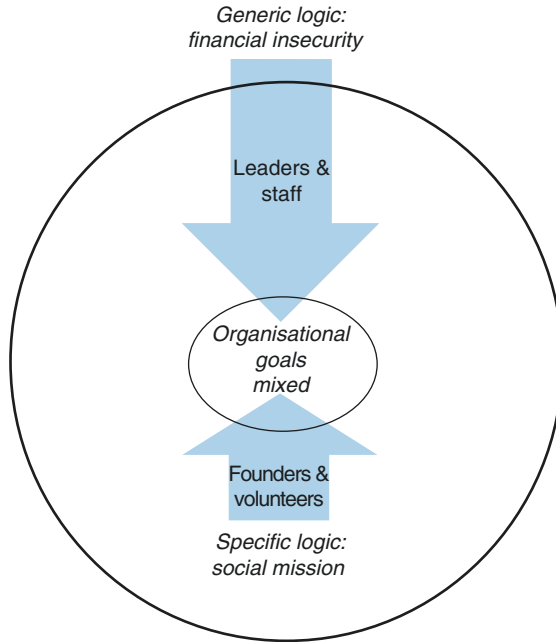 Generic logic:
financial insecurity
Leaders &
staff
Organisational
goals
mixed
Founders &
volunteers
Specific logic:
social mission